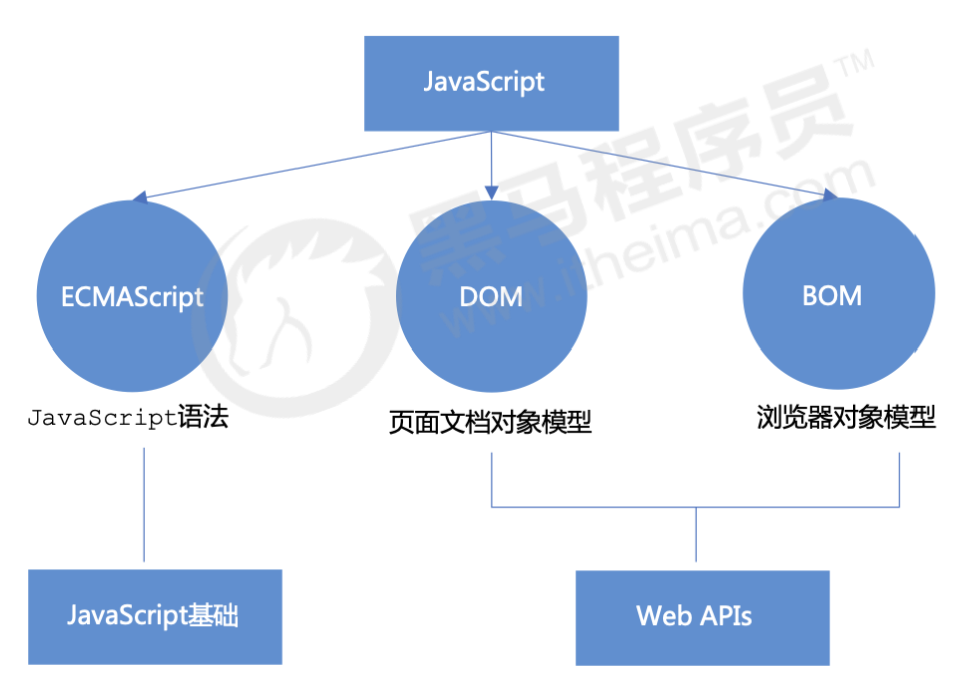 JavaScript
黑马程序员™
www.itheima.com
ECMAScript
DOM
BOM
JavaScript语法
页面文档对象模型
浏览器对象模型
JavaScript基础
Web APIs